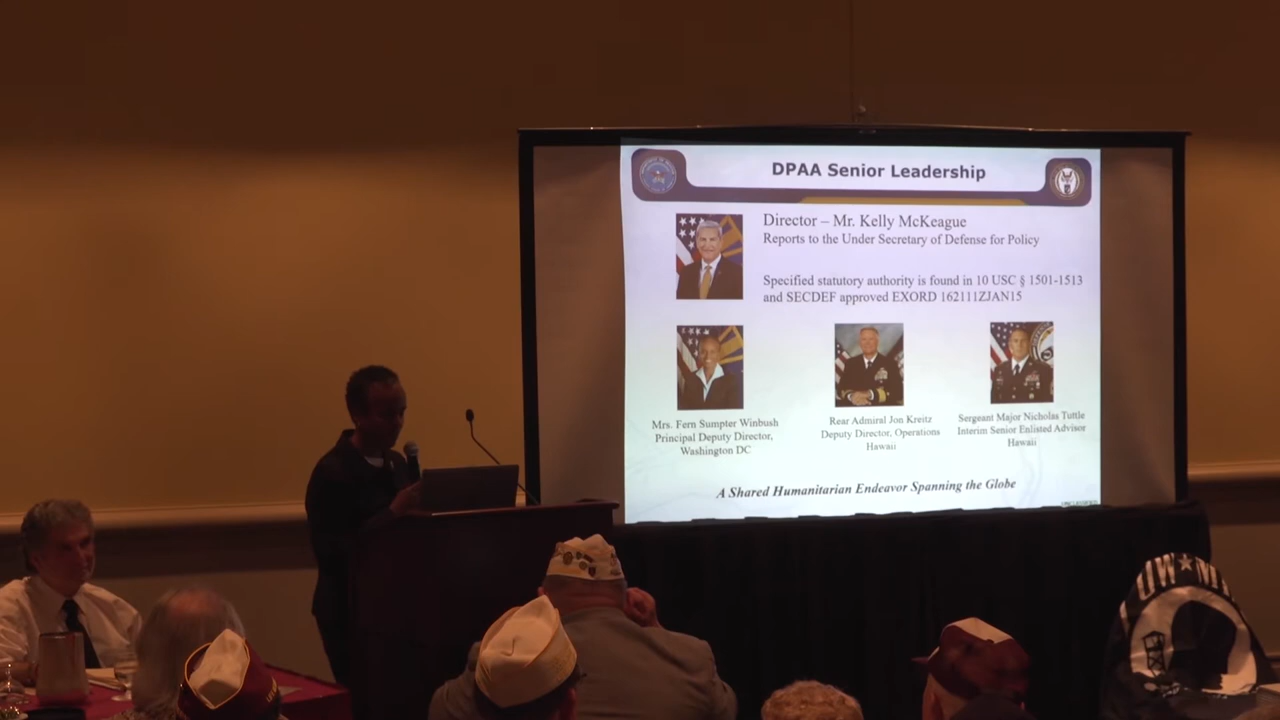 DPAA Senior Leadership
Director – Mr. Kelly McKeague
Reports to the Under Secretary of Defense for Policy
Specified statutory authority is found in 10 USC § 1501-1513
and SECDEF approved EXORD 162111ZJAN15
Mrs. Fern Sumpter Winbush
Principal Deputy Director,
Washington DC
Rear Admiral Jon Kreitz
Deputy Director, Operations
Hawaii
Sergeant Major Nicholas Tuttle
Interim Senior Enlisted Advisor
Hawaii
A Shared Humanitarian Endeavor Spanning the Globe